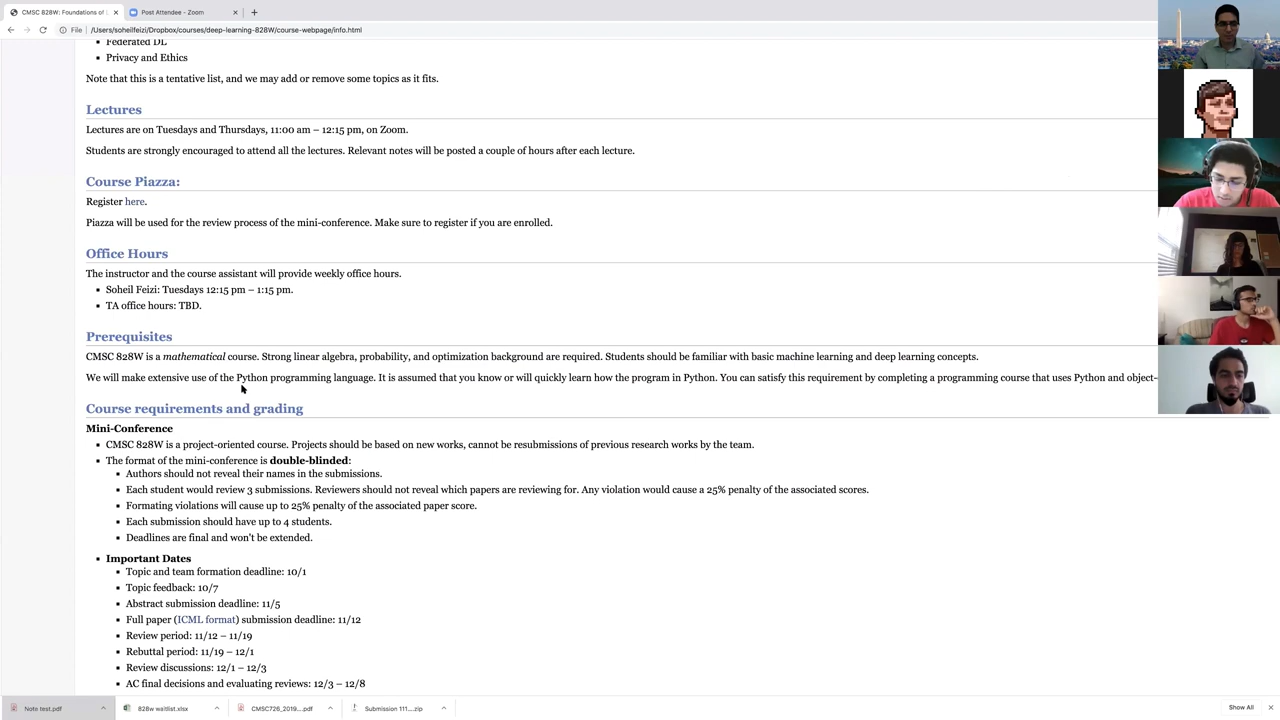 CMSC 828W: Foundations of
Post Attendee - Zoom
File
/Users/soheilfeizi/Dropbox/courses/deep-learning-828W/course-webpage/info.html
Federated DL
Privacy and Ethics
Note that this is a tentative list, and we may add or remove some topics as it fits.
Lectures
Lectures are on Tuesdays and Thursdays, 11:00 am – 12:15 pm, on Zoom.
Students are strongly encouraged to attend all the lectures. Relevant notes will be posted a couple of hours after each lecture.
Course Piazza:
Register here.
Piazza will be used for the review process of the mini-conference. Make sure to register if you are enrolled.
Office Hours
The instructor and the course assistant will provide weekly office hours.
Soheil Feizi: Tuesdays 12:15 pm – 1:15 pm.
TA office hours: TBD.
Prerequisites
CMSC 828W is a mathematical course. Strong linear algebra, probability, and optimization background are required. Students should be familiar with basic machine learning and deep learning concepts.
We will make extensive use of the Python programming language. It is assumed that you know or will quickly learn how the program in Python. You can satisfy this requirement by completing a programming course that uses Python and object-
Course requirements and grading
Mini-Conference
CMSC 828W is a project-oriented course. Projects should be based on new works, cannot be resubmissions of previous research works by the team.
The format of the mini-conference is double-blinded:
Authors should not reveal their names in the submissions.
Each student would review 3 submissions. Reviewers should not reveal which papers are reviewing for. Any violation would cause a 25% penalty of the associated scores.
Formating violations will cause up to 25% penalty of the associated paper score.
Each submission should have up to 4 students.
Deadlines are final and won't be extended.
Important Dates
Topic and team formation deadline: 10/1
Topic feedback: 10/7
Abstract submission deadline: 11/5
Full paper (ICML format) submission deadline: 11/12
Review period: 11/12 – 11/19
Rebuttal period: 11/19 – 12/1
Review discussions: 12/1 – 12/3
AC final decisions and evaluating reviews: 12/3 – 12/8
Note test.pdf
828w waitlist.xlsx
CMSC726_2019....pdf
Submission 111....zip
Show All